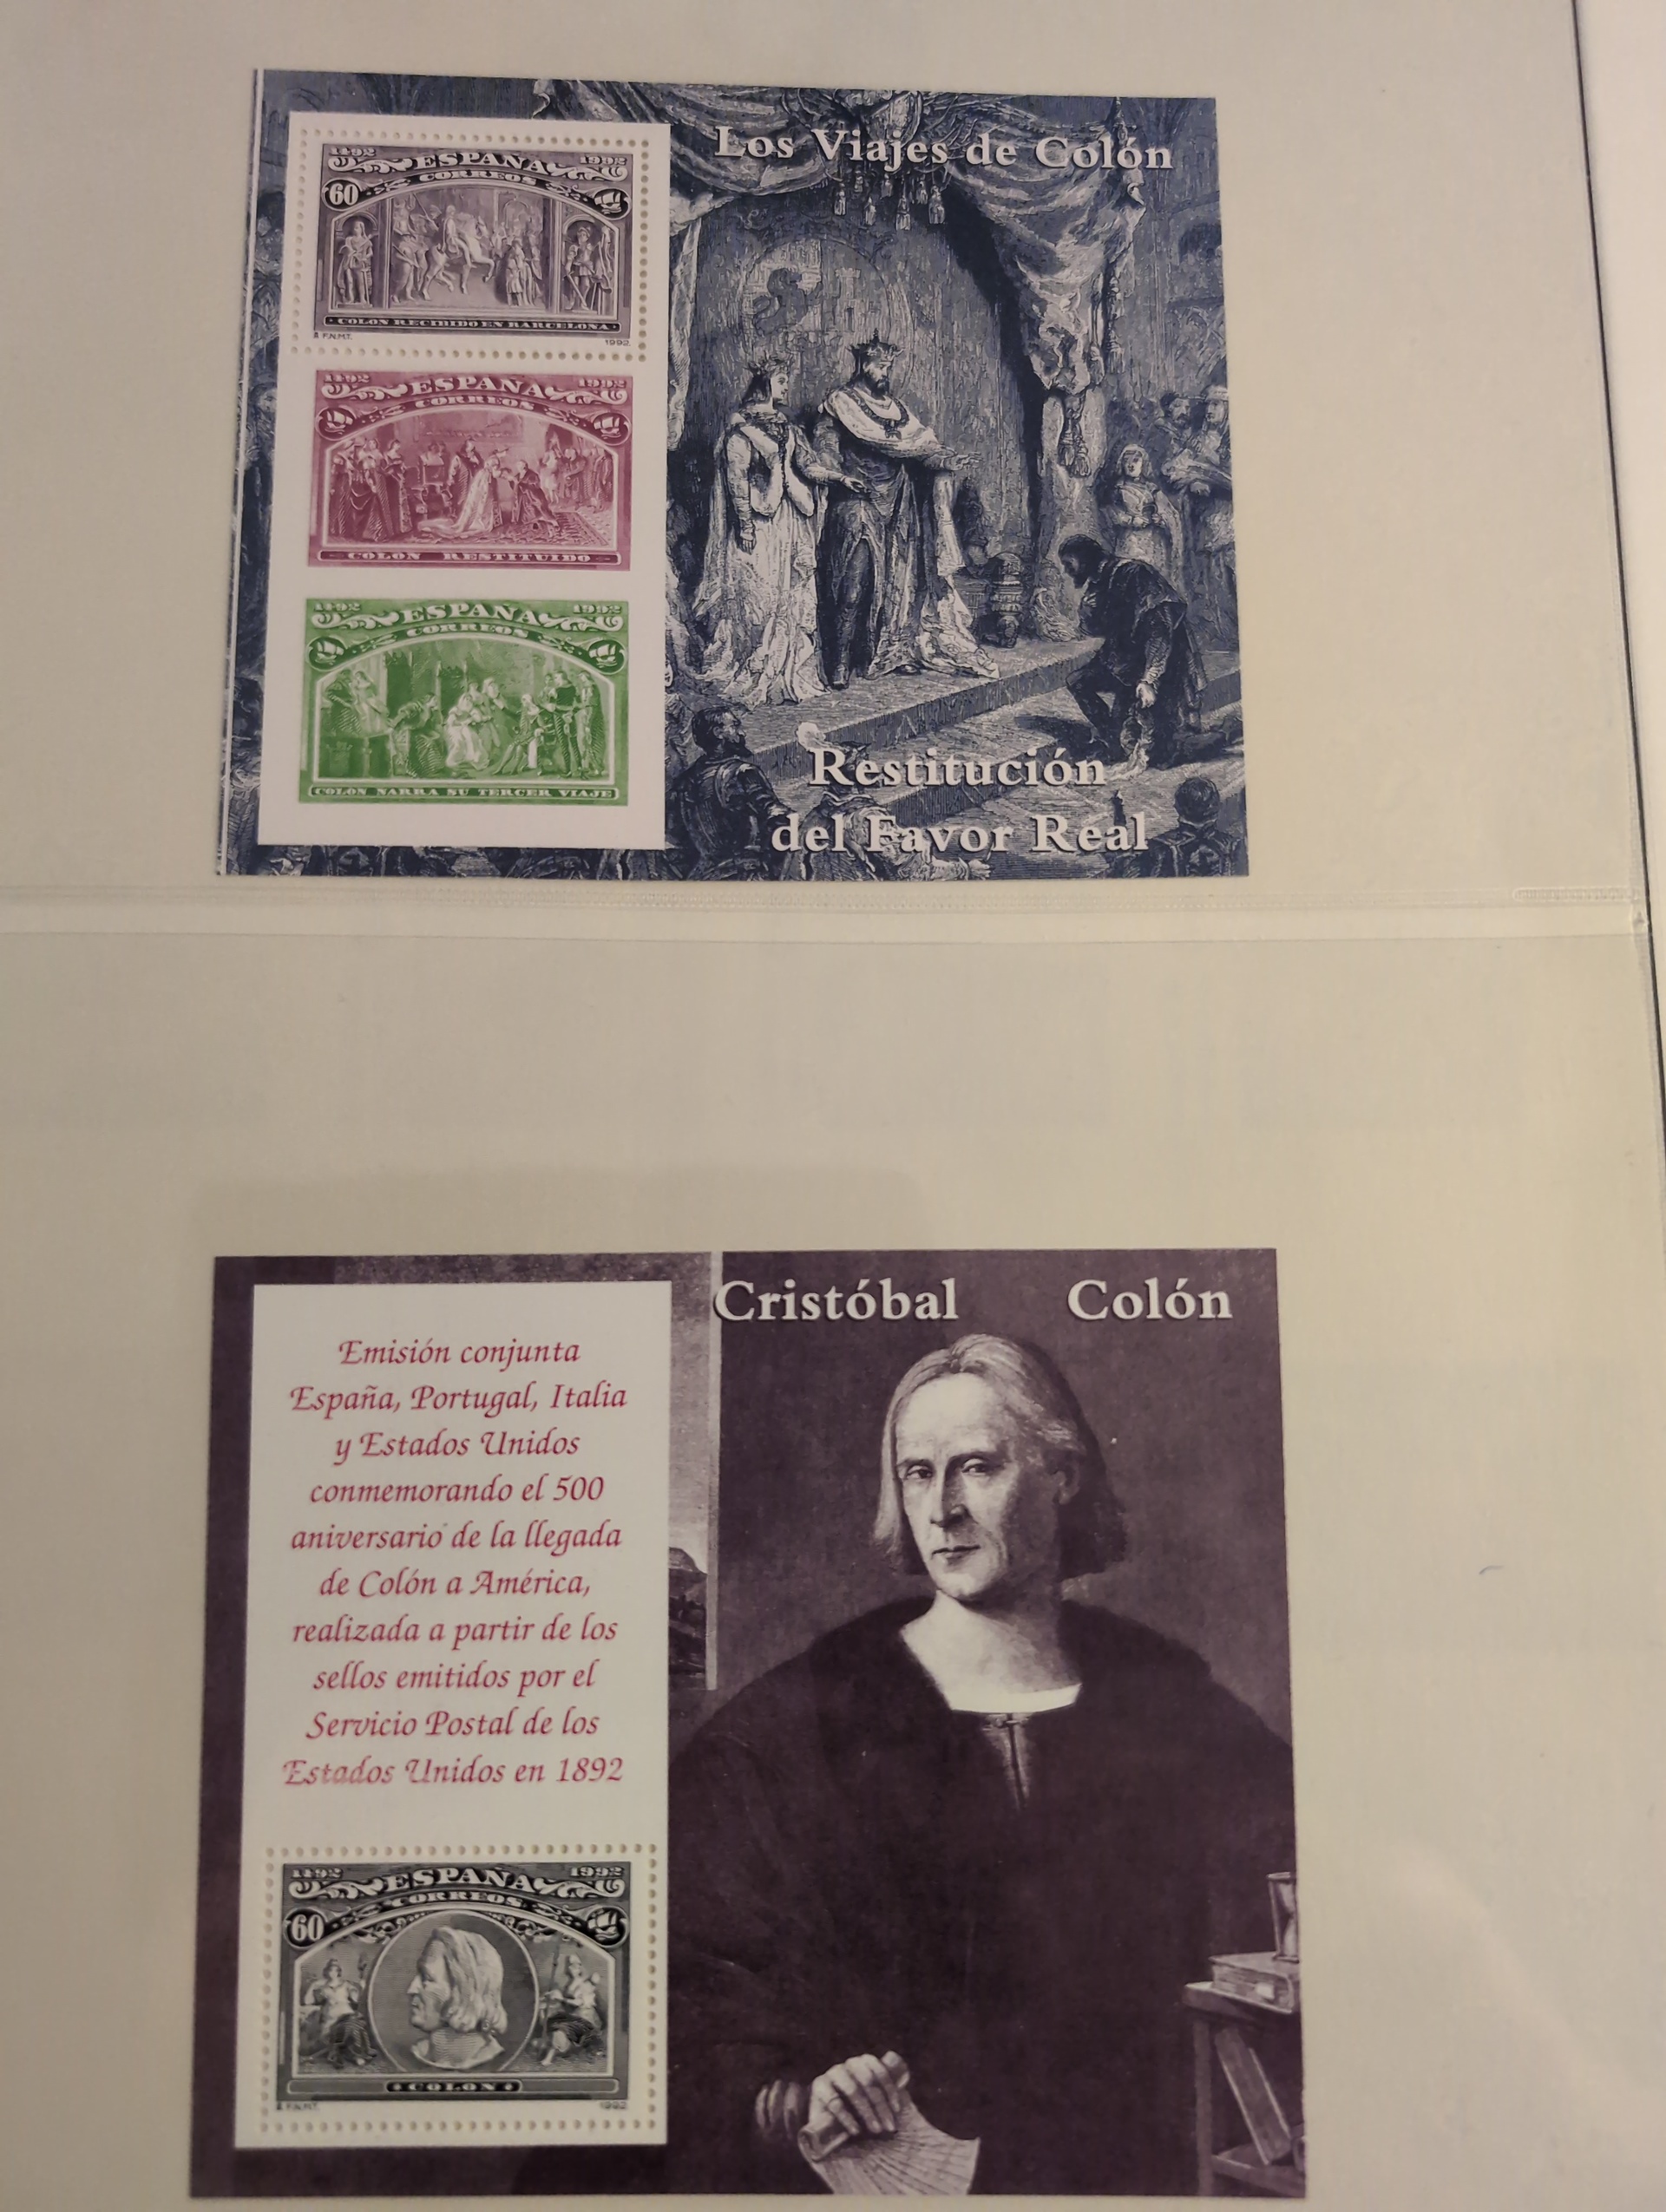 Los Viajes de Colón
1492 ESPAÑA 1992
CORREOS
60
COLON RECIBIDO EN BARCELONA
F.N.M.T. 1992
1492 ESPAÑA 1992
CORREOS
COLON RESTITUIDO
1492 ESPAÑA 1992
CORREOS
COLON NARRA SU TERCER VIAJE
Restitución
del Favor Real
Cristóbal Colón
Emisión conjunta
España, Portugal, Italia
y Estados Unidos
conmemorando el 500
aniversario de la llegada
de Colón a América,
realizada a partir de los
sellos emitidos por el
Servicio Postal de los
Estados Unidos en 1892
1492 ESPAÑA 1992
CORREOS
60
COLON
F.N.M.T. 1992